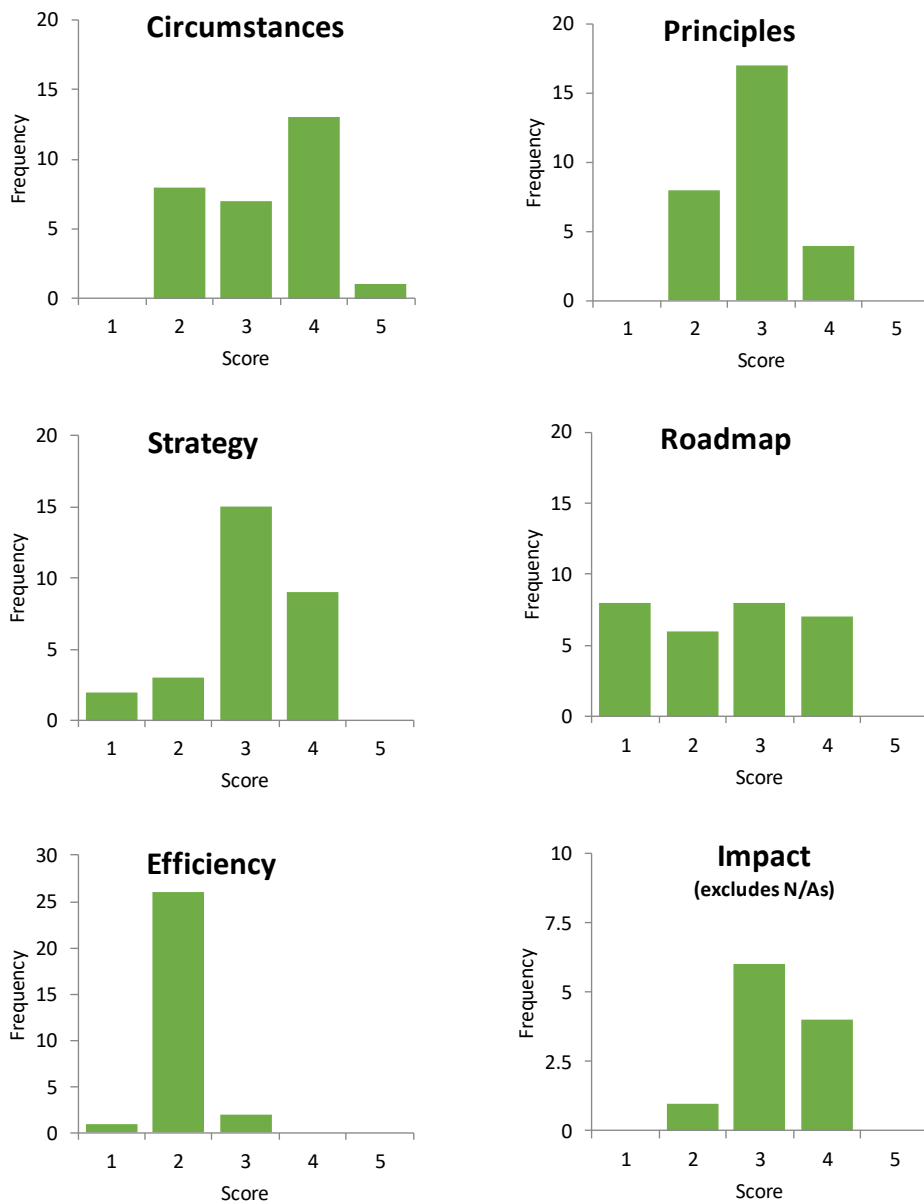 Circumstances
20
15
10
5
0
Frequency
1 2 3 4 5
Score
Principles
20
15
10
5
0
Frequency
1 2 3 4 5
Score
Strategy
20
15
10
5
0
Frequency
1 2 3 4 5
Score
Roadmap
20
15
10
5
0
Frequency
1 2 3 4 5
Score
Efficiency
30
25
20
15
10
5
0
Frequency
1 2 3 4 5
Score
Impact
(excludes N/As)
10
7.5
5
2.5
0
Frequency
1 2 3 4 5
Score